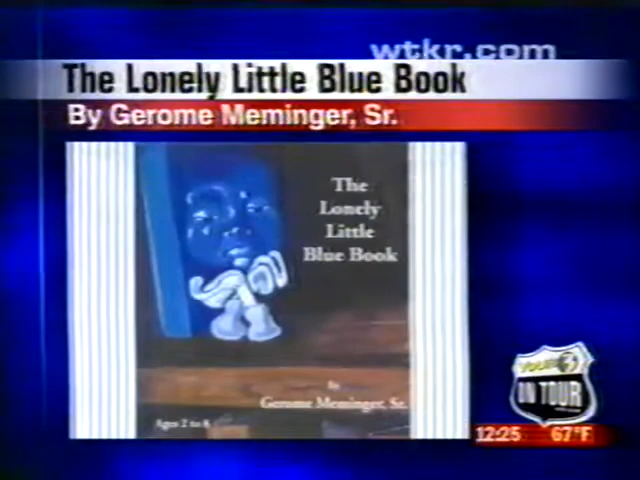 wtkr.com
The Lonely Little Blue Book
By Gerome Meminger, Sr.
The
Lonely
Little
Blue Book
By
Gerome Meminger, Sr.
Ages 2 to 8
ON TOUR
12:25 67°F